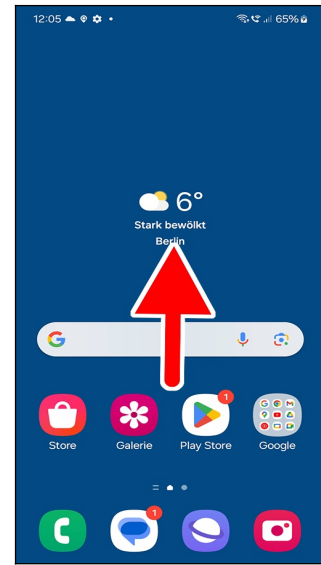 12:05 65%
6°
Stark bewölkt
Berlin
G
1
Store Galerie Play Store Google
1